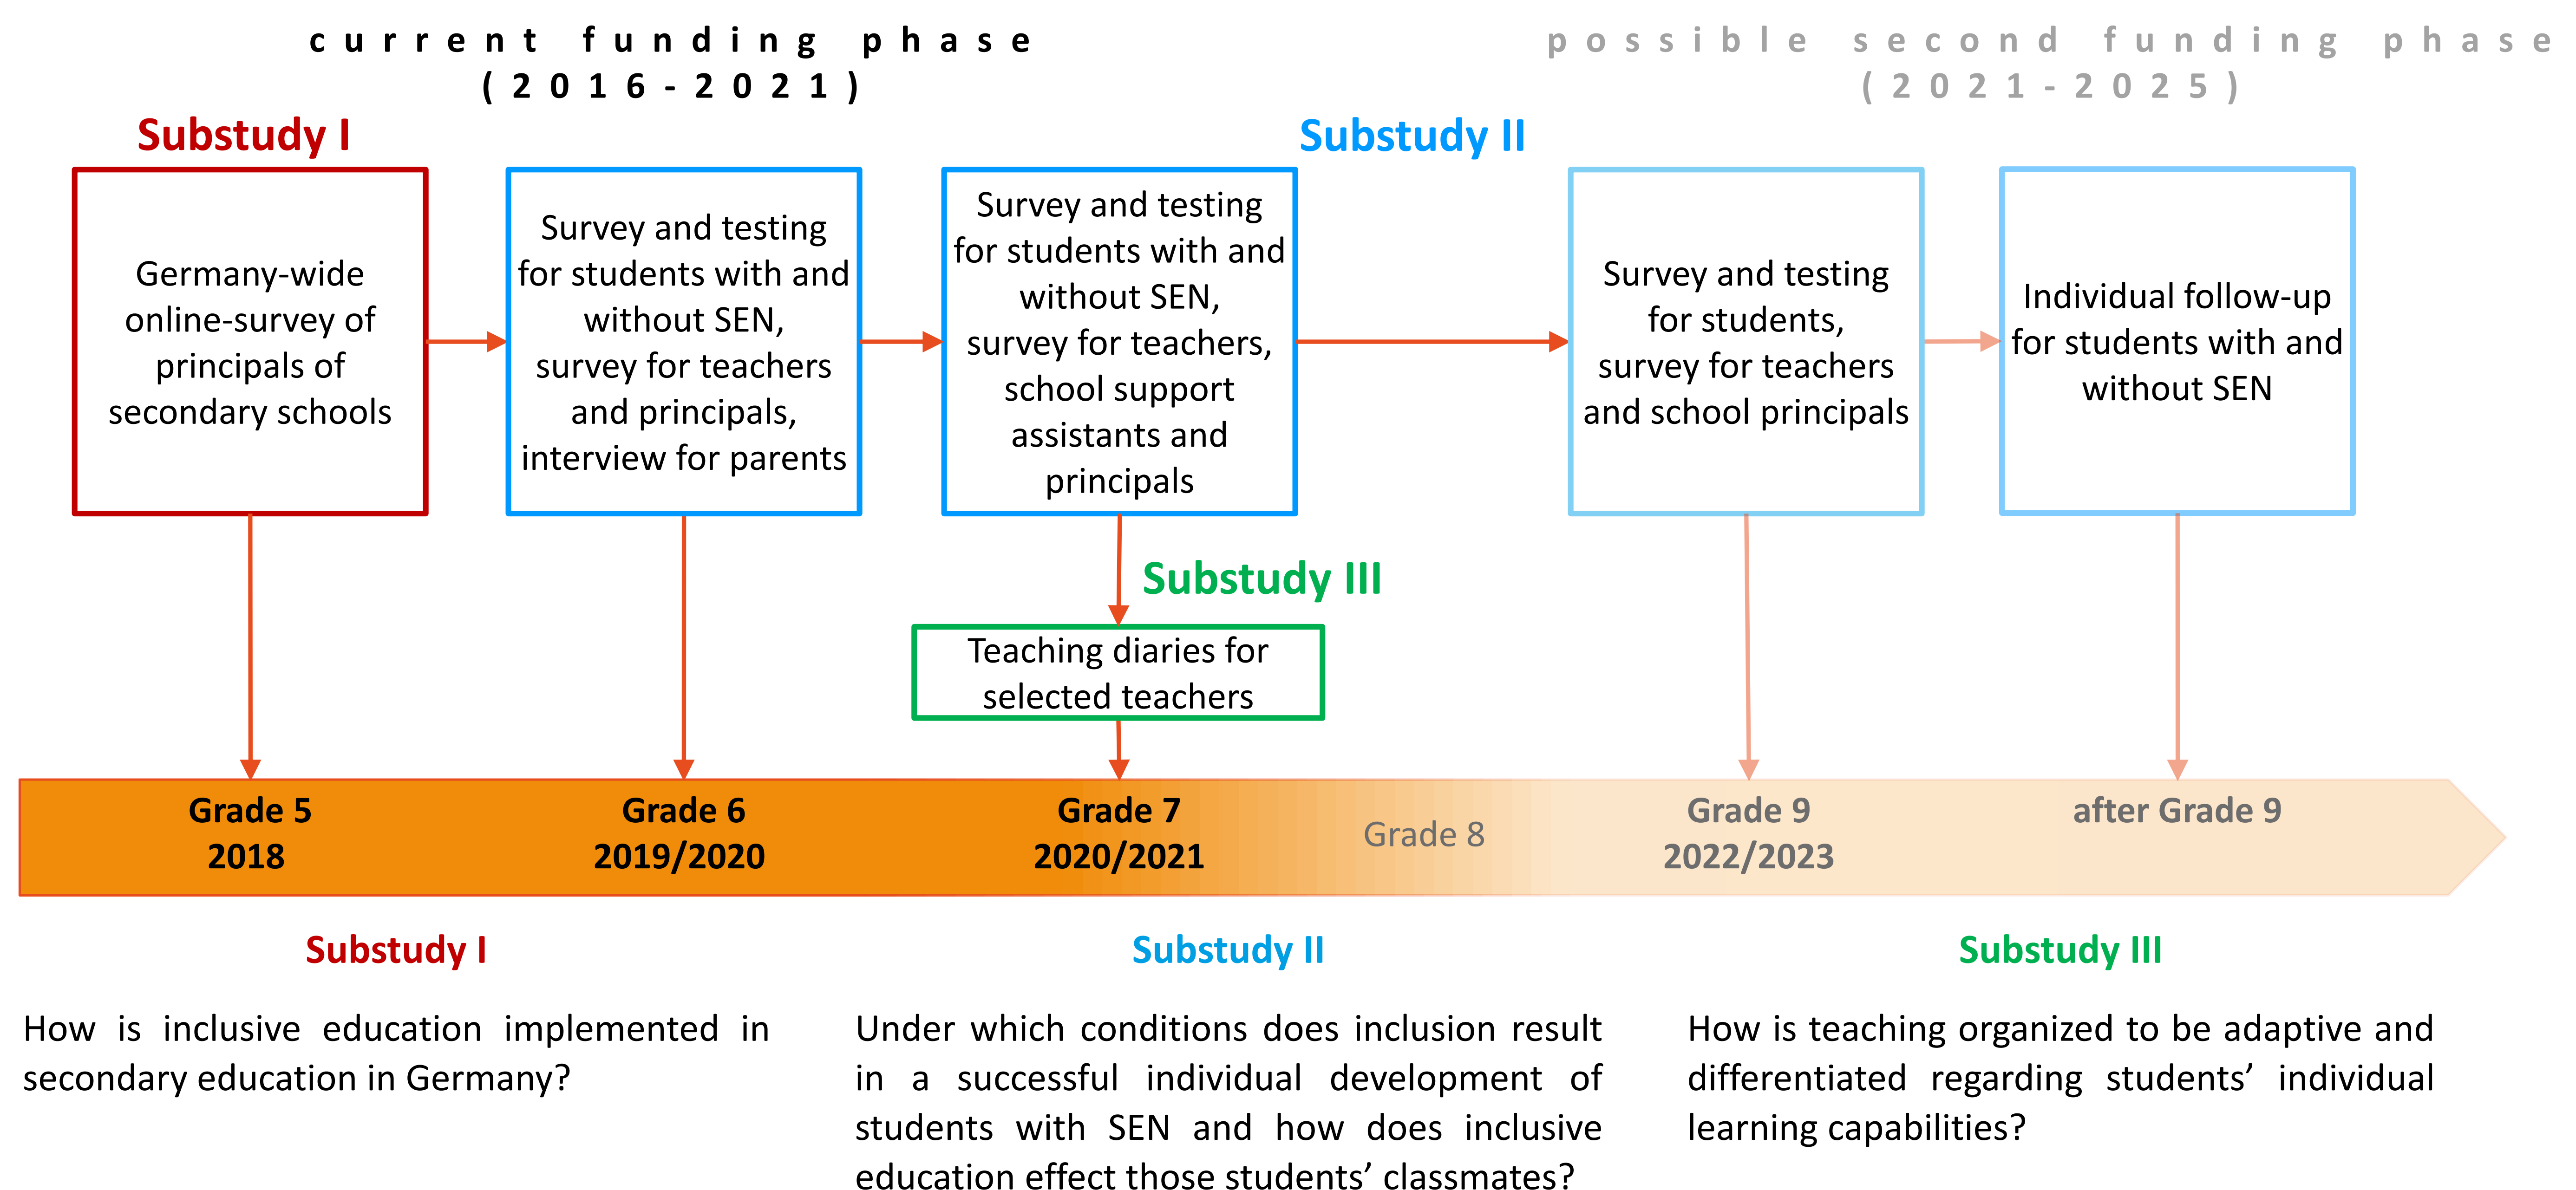 current funding phase
(2016-2021)
possible second funding phase
(2021-2025)
Substudy I
Substudy II
Germany-wide
online-survey of
principals of
secondary schools
Survey and testing
for students with and
without SEN,
survey for teachers
and principals,
interview for parents
Survey and testing
for students with and
without SEN,
survey for teachers,
school support
assistants and
principals
Survey and testing
for students,
survey for teachers
and school principals
Individual follow-up
for students with and
without SEN
Substudy III
Teaching diaries for
selected teachers
Grade 5
2018
Grade 6
2019/2020
Grade 7
2020/2021
Grade 8
Grade 9
2022/2023
after Grade 9
Substudy I
How is inclusive education implemented in
secondary education in Germany?
Substudy II
Under which conditions does inclusion result
in a successful individual development of
students with SEN and how does inclusive
education effect those students’ classmates?
Substudy III
How is teaching organized to be adaptive and
differentiated regarding students’ individual
learning capabilities?